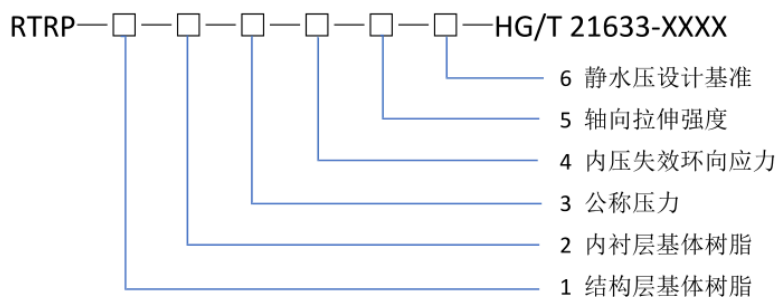 RTRP—□—□—□—□—□—□—HG/T 21633-XXXX
6 静水压设计基准
5 轴向拉伸强度
4 内压失效环向应力
3 公称压力
2 内衬层基体树脂
1 结构层基体树脂